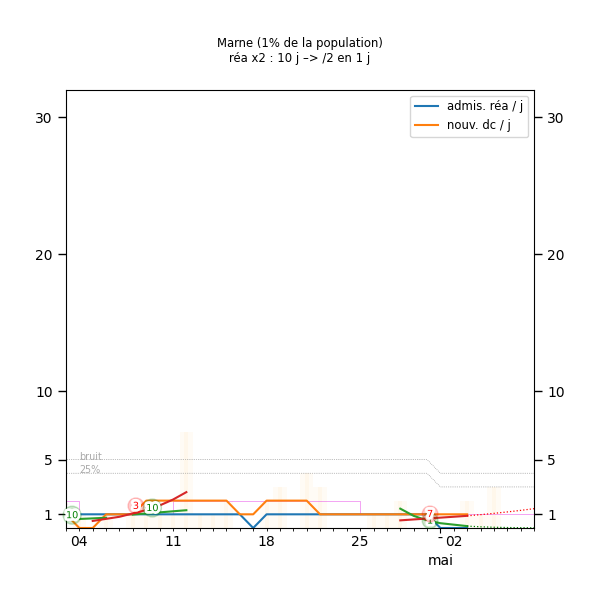 Marne (1% de la population)
réa x2 : 10 j –> /2 en 1 j
admis. réa / j
nouv. dc / j
30 30
20 20
10 10
5 5
1 1
bruit
25%
10 3 10 7
04 11 18 25 02
mai